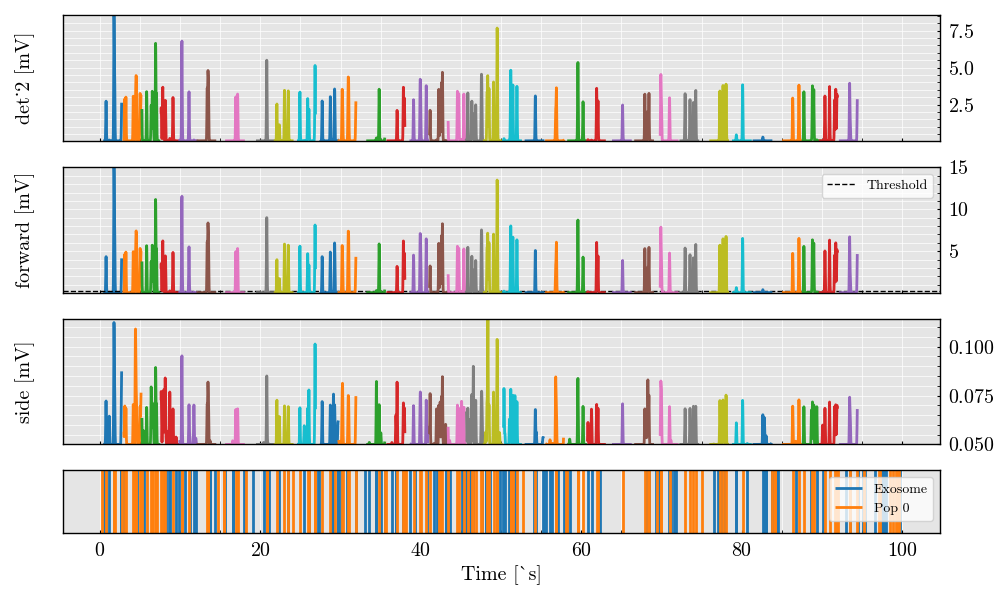 det˙2 [mV]
7.5
5.0
2.5
forward [mV]
Threshold
15
10
5
side [mV]
0.100
0.075
0.050
Exosome
Pop 0
0 20 40 60 80 100
Time [`s]